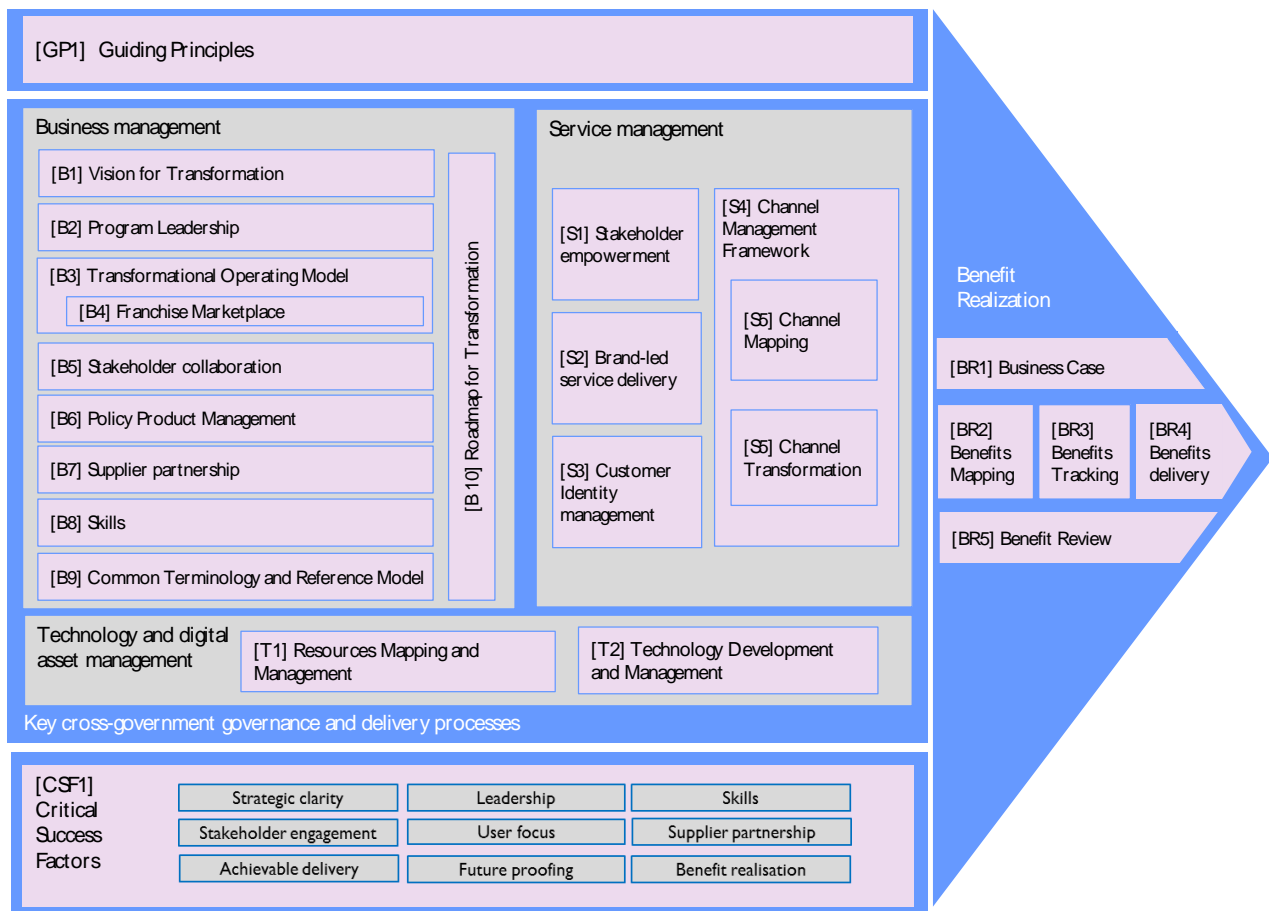 [GP1] Guiding Principles
Business management
[B1] Vision for Transformation
[B2] Program Leadership
[B3] Transformational Operating Model
[B4] Franchise Marketplace
[B5] Stakeholder collaboration
[B6] Policy Product Management
[B7] Supplier partnership
[B8] Skills
[B9] Common Terminology and Reference Model
[B10] Roadmap for Transformation
Service management
[S1] Stakeholder
empowerment
[S2] Brand-led
service delivery
[S3] Customer
Identity
management
[S4] Channel
Management
Framework
[S5] Channel
Mapping
[S6] Channel
Transformation
Technology and digital
asset management
[T1] Resources Mapping and
Management
[T2] Technology Development
and Management
Key cross-government governance and delivery processes
[CSF1]
Critical
Success
Factors
Strategic clarity
Leadership
Skills
Stakeholder engagement
User focus
Supplier partnership
Achievable delivery
Future proofing
Benefit realisation
Benefit
Realization
[BR1] Business Case
[BR2]
Benefits
Mapping
[BR3]
Benefits
Tracking
[BR4]
Benefits
delivery
[BR5] Benefit Review